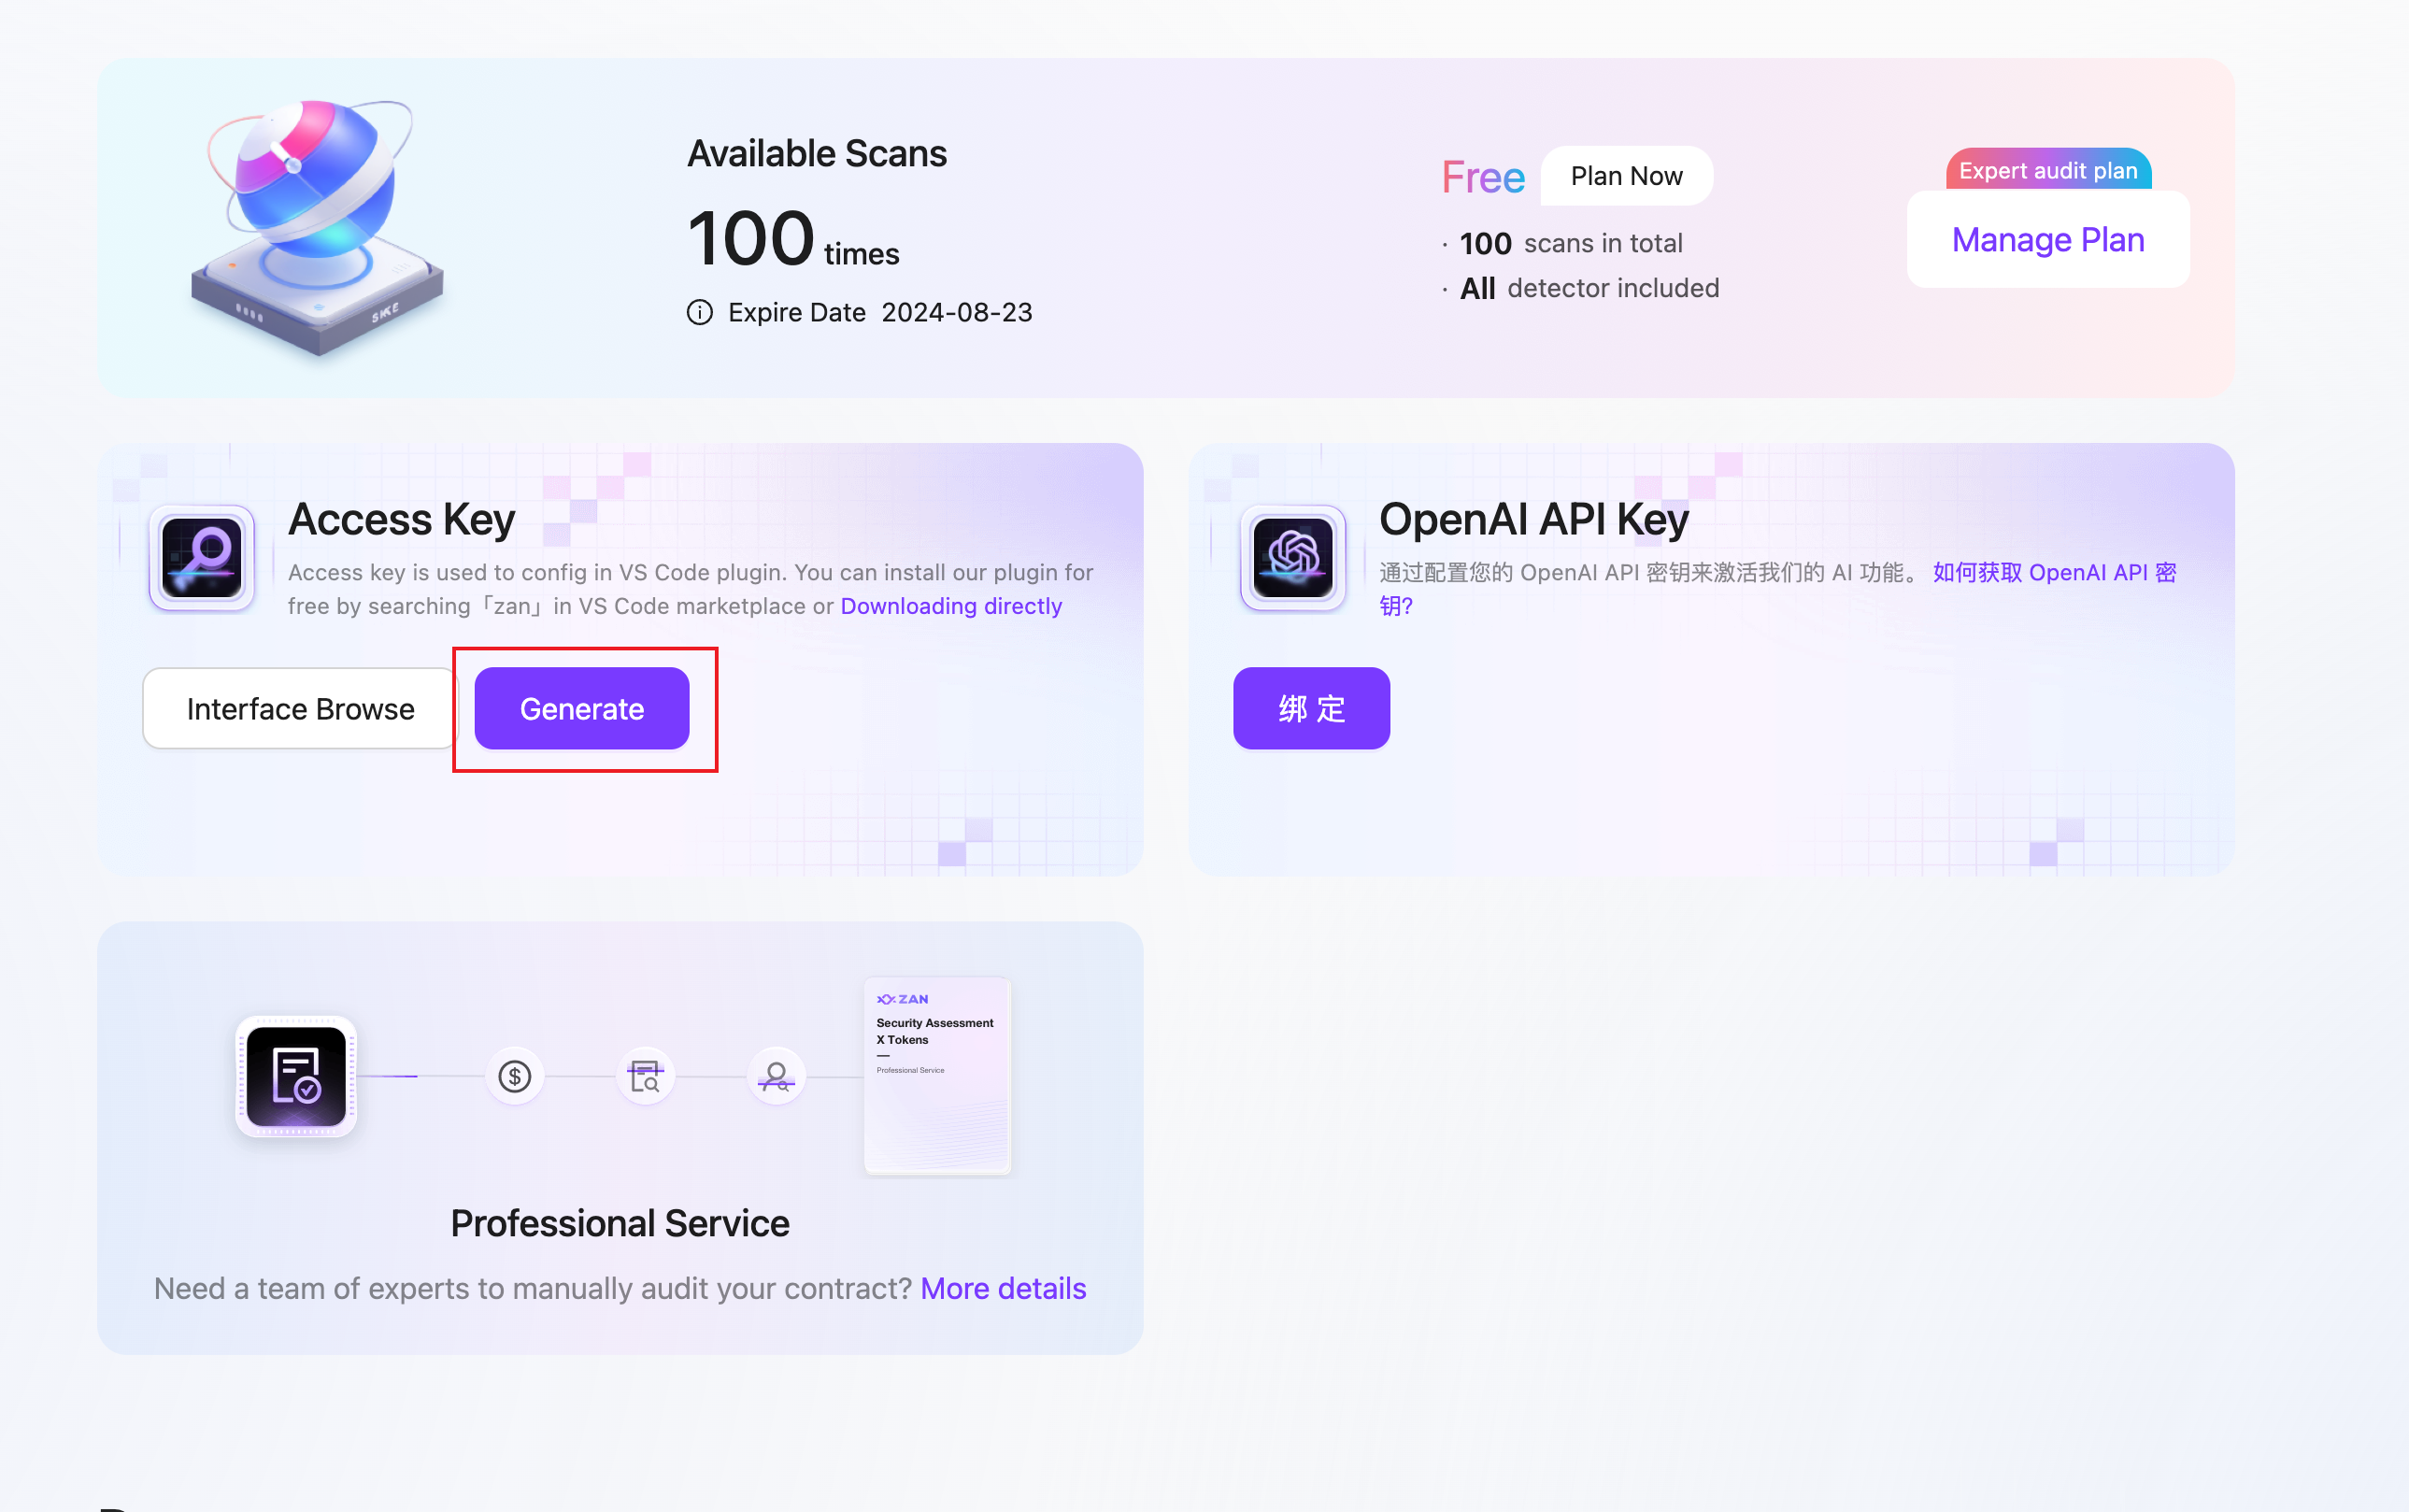 Available Scans
100 times
Expire Date 2024-08-23
Free Plan Now
· 100 scans in total
· All detector included
Expert audit plan
Manage Plan
SKE
Access Key
Access key is used to config in VS Code plugin. You can install our plugin for
free by searching「zan」in VS Code marketplace or Downloading directly
Interface Browse
Generate
OpenAI API Key
通过配置您的 OpenAI API 密钥来激活我们的 AI 功能。 如何获取 OpenAI API 密
钥?
绑 定
ZAN
Security Assessment
X Tokens
Professional Service
Professional Service
Need a team of experts to manually audit your contract? More details